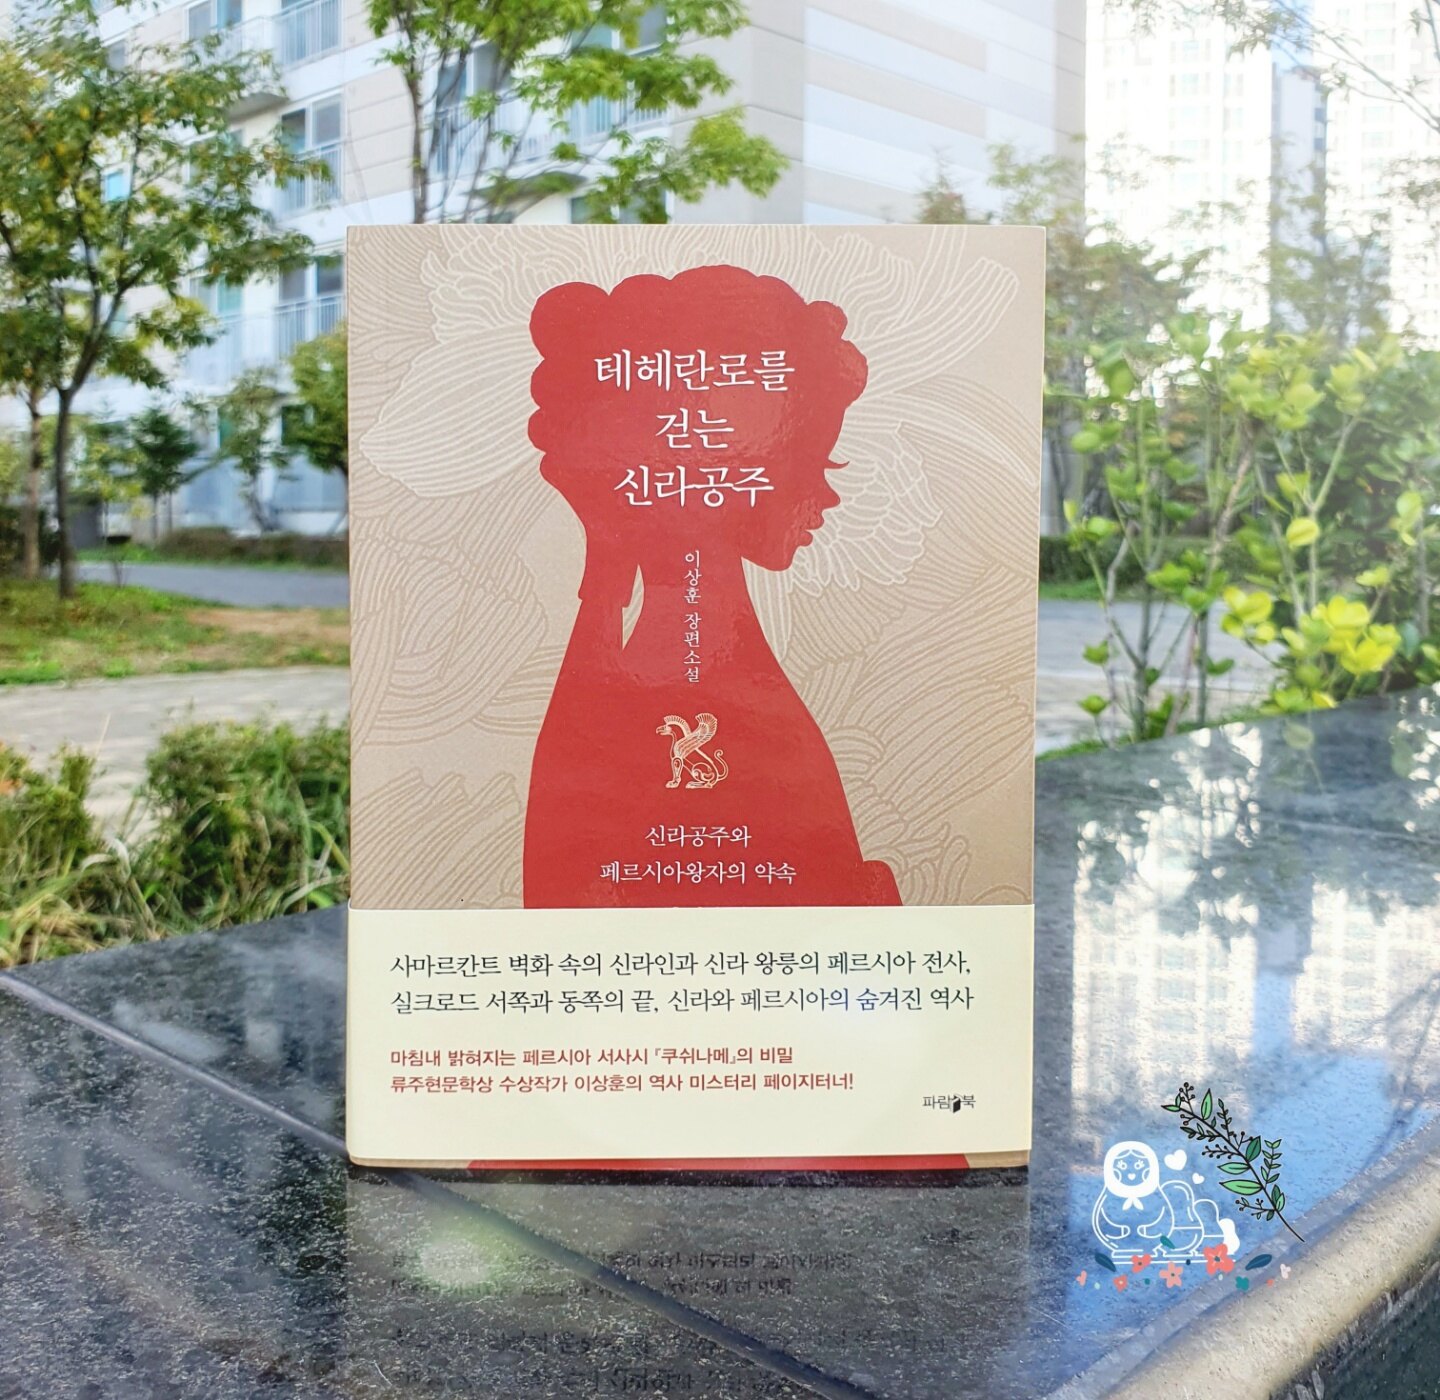 테헤란로를
걷는
신라공주
이상훈 장편소설
신라공주와
페르시아왕자의 약속
사마르칸트 벽화 속의 신라인과 신라 왕릉의 페르시아 전사,
실크로드 서쪽과 동쪽의 끝, 신라와 페르시아의 숨겨진 역사
마침내 밝혀지는 페르시아 서사시 『쿠쉬나메』의 비밀
류주현문학상 수상작가 이상훈의 역사 미스터리 페이지터너!
파람북